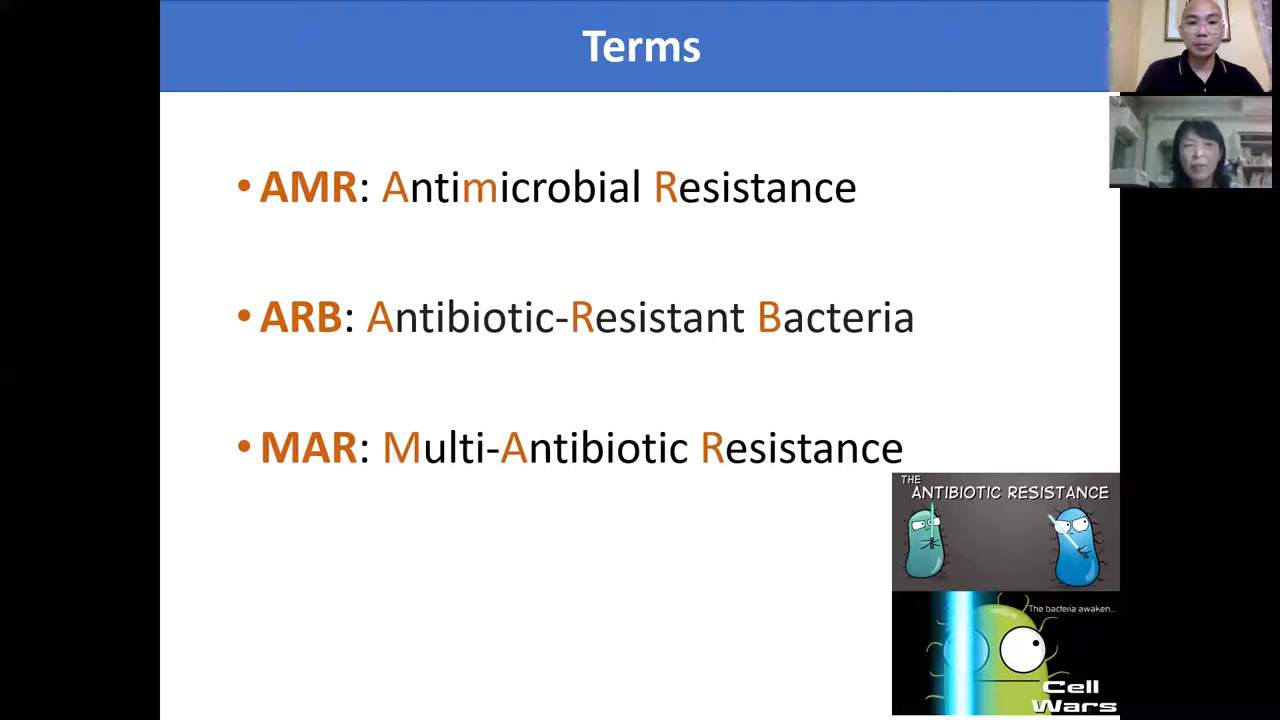 Terms
• AMR: Antimicrobial Resistance
• ARB: Antibiotic-Resistant Bacteria
• MAR: Multi-Antibiotic Resistance
THE
ANTIBIOTIC RESISTANCE
The bacteria awaken...
Cell
Wars